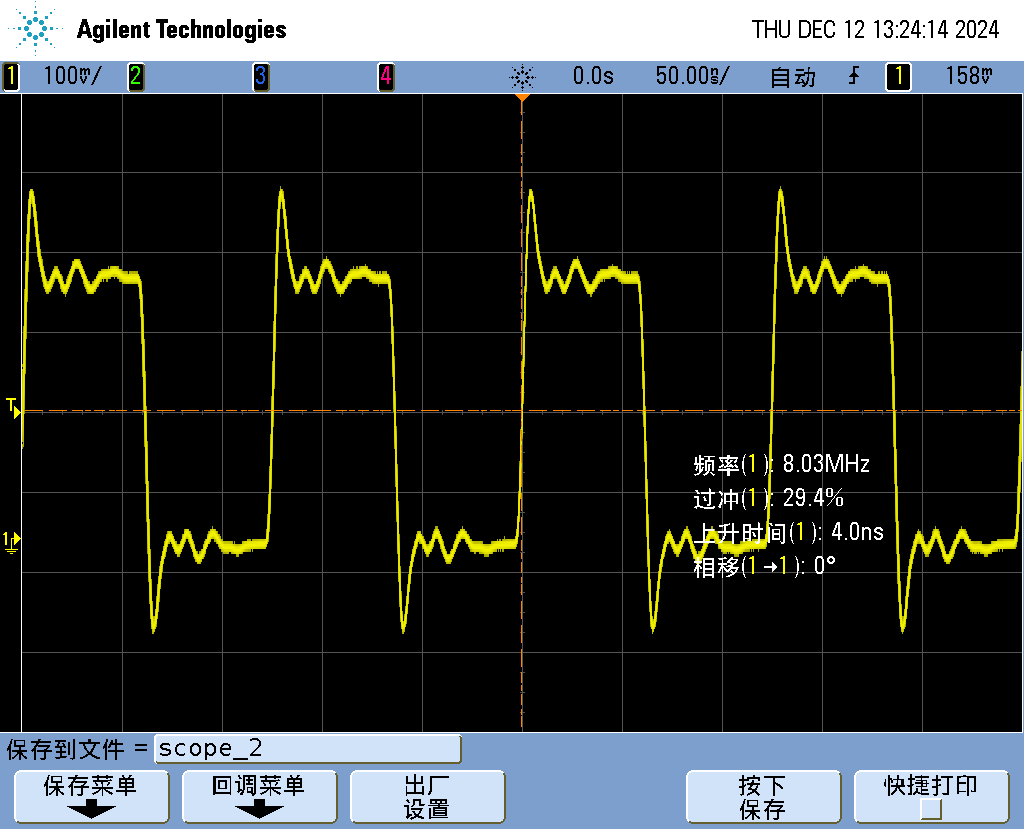 Agilent Technologies THU DEC 12 13:24:14 2024
1 100mV/ 2 3 4 0.0s 50.00ns/ 自动 1 158mV
T
频率(1): 8.03MHz
过冲(1): 29.4%
上升时间(1): 4.0ns
1
相移(1→1): 0°
保存到文件 = scope_2
保存菜单 回调菜单 出厂 按下 快捷打印
设置 保存